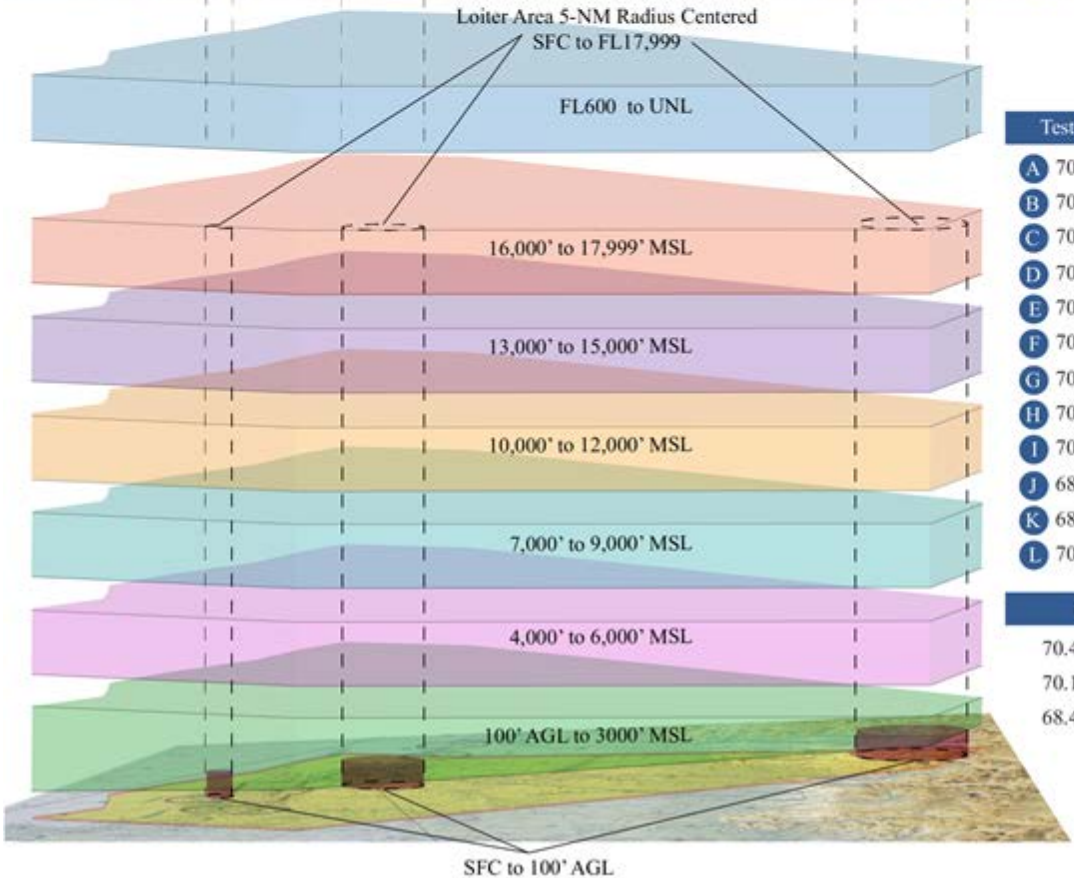 Loiter Area 5-NM Radius Centered
SFC to FL17,999
FL600 to UNL
16,000’ to 17,999’ MSL
13,000’ to 15,000’ MSL
10,000’ to 12,000’ MSL
7,000’ to 9,000’ MSL
4,000’ to 6,000’ MSL
100’ AGL to 3000’ MSL
SFC to 100’ AGL
Test
A 70
B 70
C 70
D 70
E 70
F 70
G 70
H 70
I 70
J 68
K 68
L 70
70.4
70.1
68.4